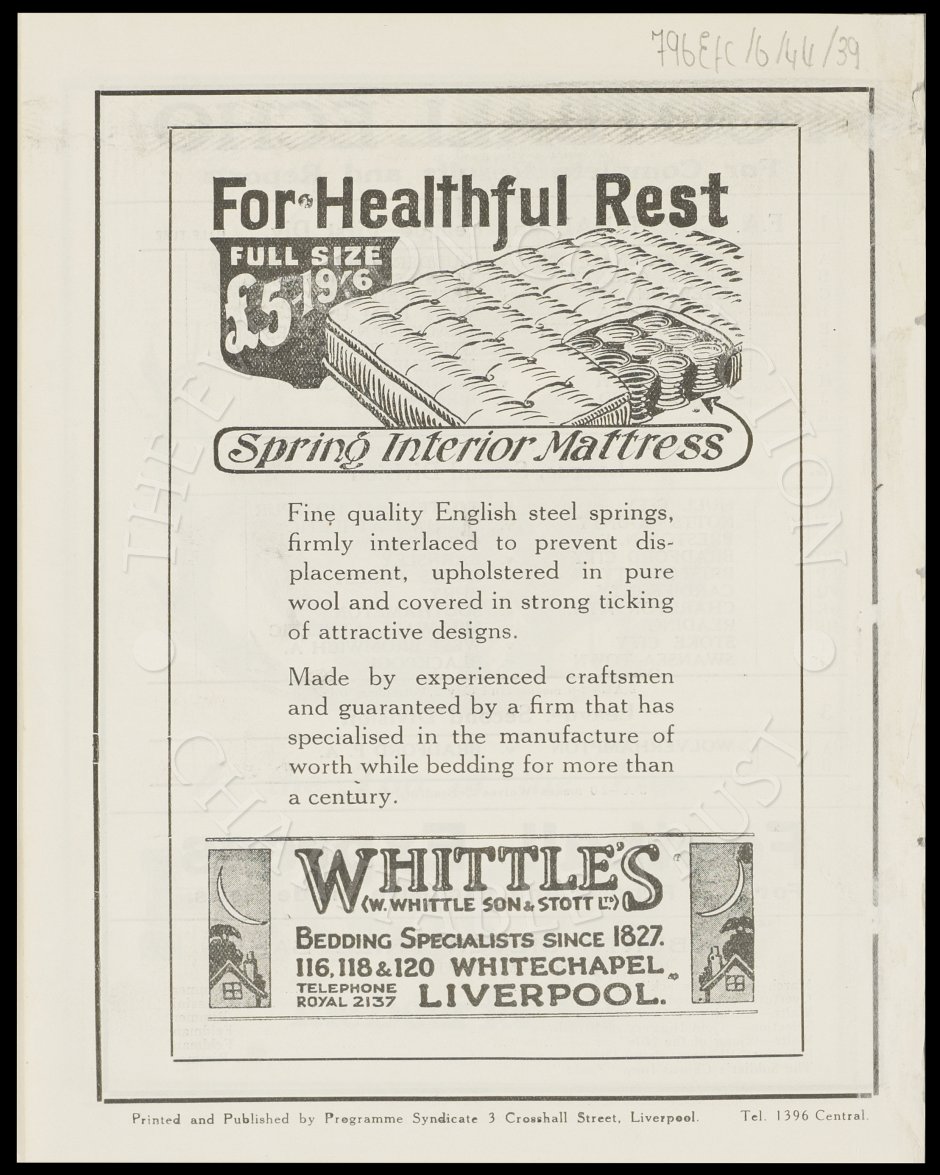 796EFC/6/44/39
For Healthful Rest
FULL SIZE
£5-19/6
Spring Interior Mattress
Fine quality English steel springs,
firmly interlaced to prevent dis-
placement, upholstered in pure
wool and covered in strong ticking
of attractive designs.
Made by experienced craftsmen
and guaranteed by a firm that has
specialised in the manufacture of
worth while bedding for more than
a century.
WHITTLE'S
(W. WHITTLE SON & STOTT LTD)
BEDDING SPECIALISTS SINCE 1827.
116, 118 & 120 WHITECHAPEL,
TELEPHONE
ROYAL 2137
LIVERPOOL.
Printed and Published by Programme Syndicate 3 Crosshall Street, Liverpool. Tel. 1396 Central.